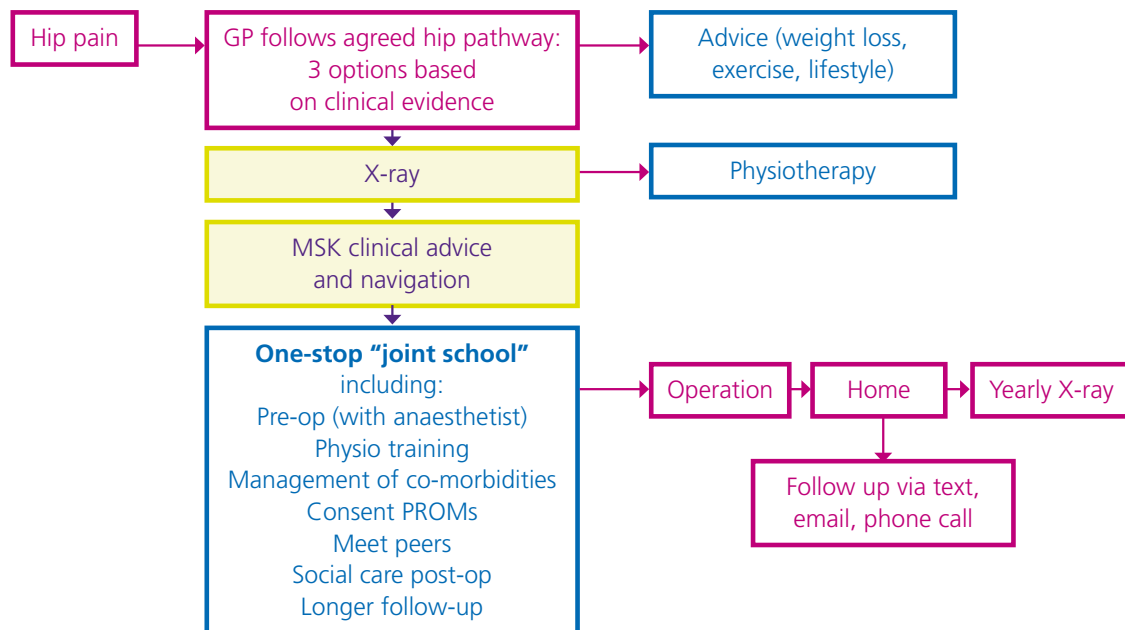 Hip pain
GP follows agreed hip pathway:
3 options based
on clinical evidence
Advice (weight loss,
exercise, lifestyle)
X-ray
Physiotherapy
MSK clinical advice
and navigation
One-stop “joint school”
including:
Pre-op (with anaesthetist)
Physio training
Management of co-morbidities
Consent PROMs
Meet peers
Social care post-op
Longer follow-up
Operation
Home
Yearly X-ray
Follow up via text,
email, phone call